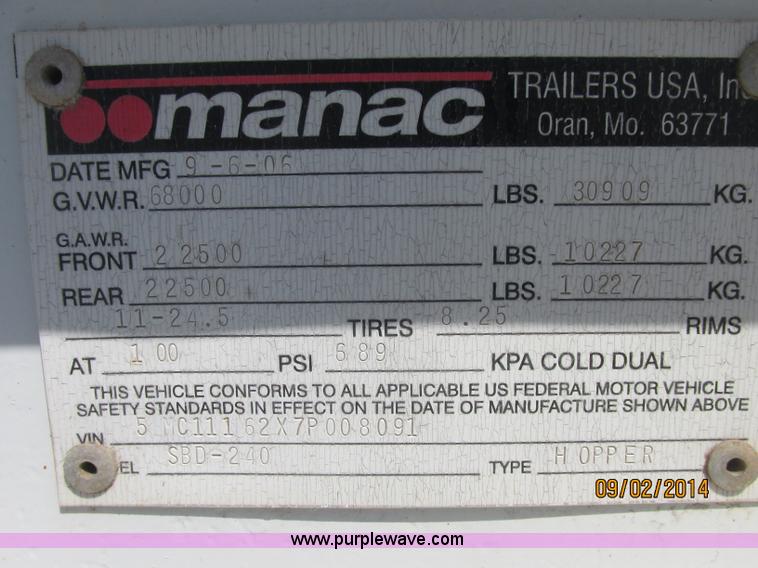 manac TRAILERS USA, In
Oran, Mo. 63771
DATE MFG 9-6-06
G.V.W.R. 68000 LBS. 30909 KG.
G.A.W.R.
FRONT 22500 LBS. 10227 KG.
REAR 22500 LBS. 10227 KG.
11-24.5 TIRES 8.25 RIMS
AT 100 PSI 689 KPA COLD DUAL
THIS VEHICLE CONFORMS TO ALL APPLICABLE US FEDERAL MOTOR VEHICLE
SAFETY STANDARDS IN EFFECT ON THE DATE OF MANUFACTURE SHOWN ABOVE
VIN 5MC111162X7P008091
EL SBD-240 TYPE HOPPER
09/02/2014
www.purplewave.com